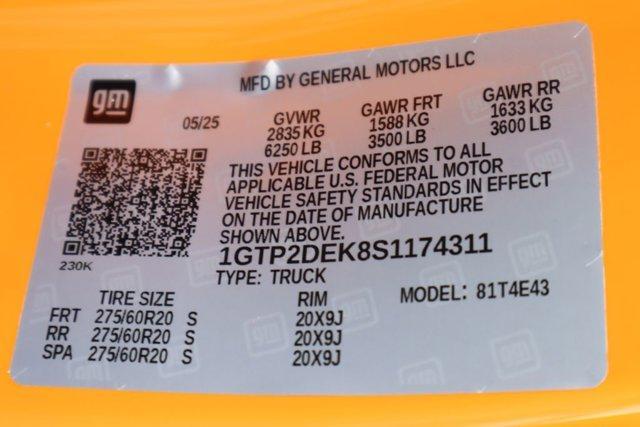 gm
MFD BY GENERAL MOTORS LLC
05/25
GVWR GAWR FRT GAWR RR
2835 KG 1588 KG 1633 KG
6250 LB 3500 LB 3600 LB
THIS VEHICLE CONFORMS TO ALL
APPLICABLE U.S. FEDERAL MOTOR
VEHICLE SAFETY STANDARDS IN EFFECT
ON THE DATE OF MANUFACTURE
SHOWN ABOVE.
230K
1GTP2DEK8S1174311
TYPE: TRUCK
MODEL: 81T4E43
TIRE SIZE RIM
FRT 275/60R20 S 20X9J
RR 275/60R20 S 20X9J
SPA 275/60R20 S 20X9J